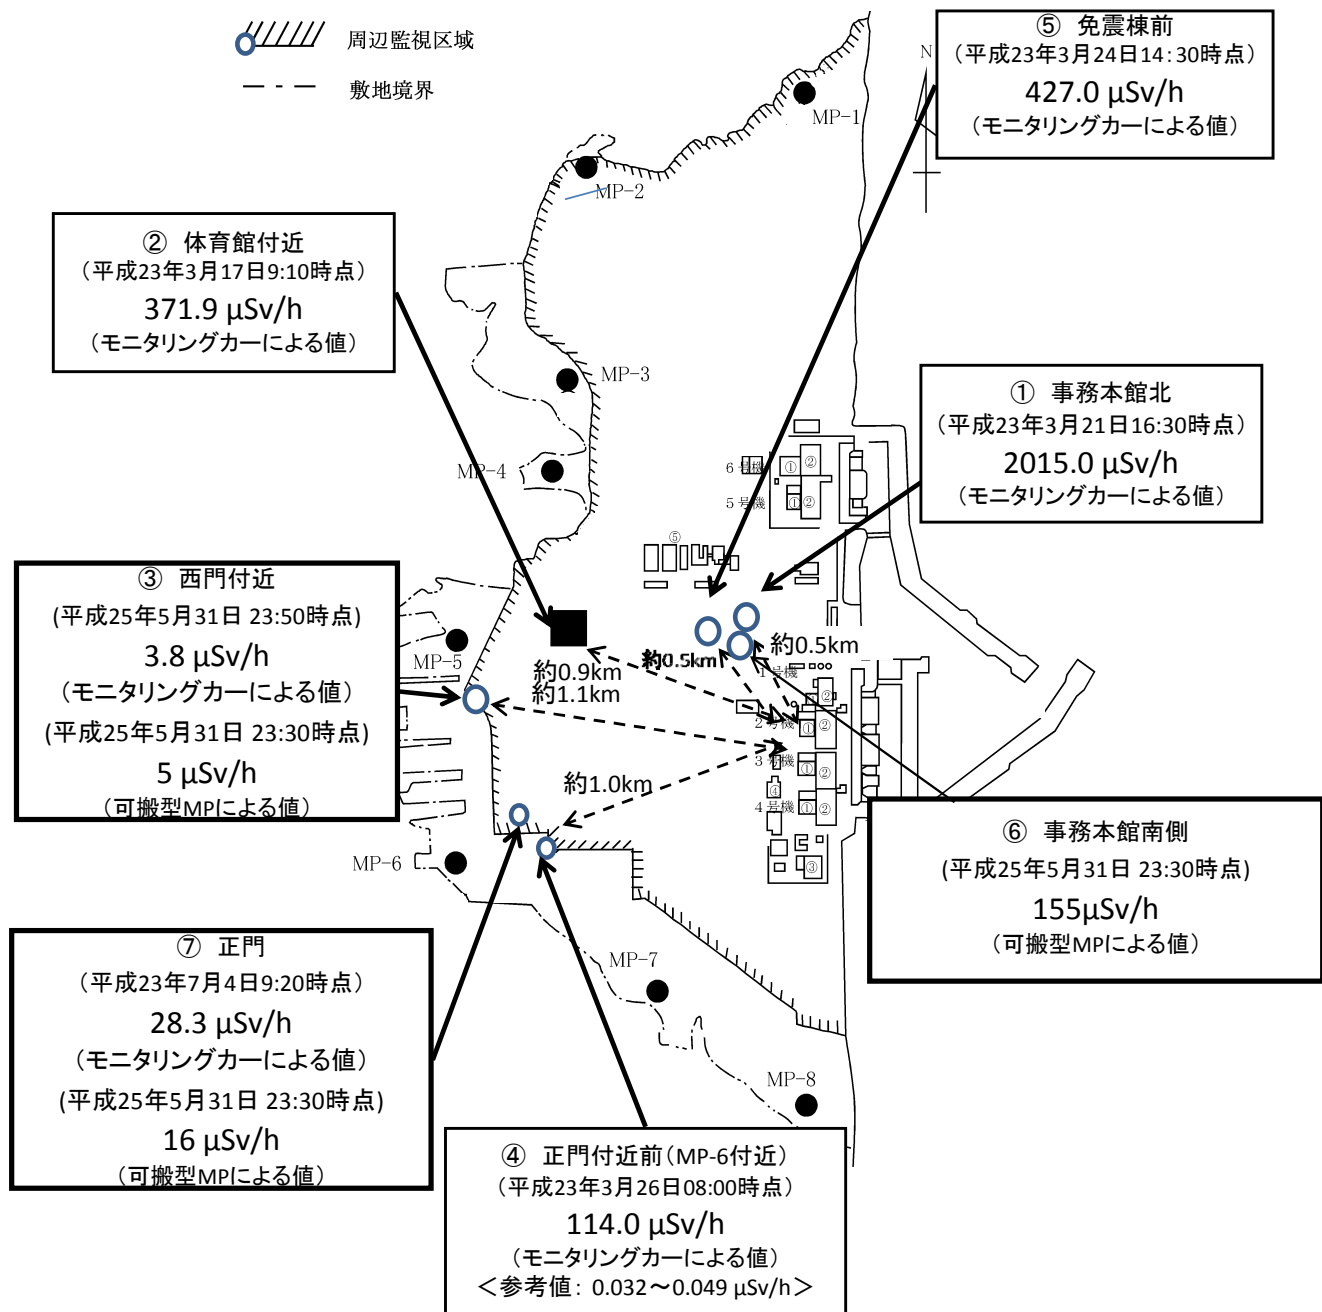 周辺監視区域
敷地境界
⑤ 免震棟前
（平成23年3月24日14:30時点）
427.0 μSv/h
（モニタリングカーによる値）
N
MP-1
MP-2
② 体育館付近
（平成23年3月17日9:10時点）
371.9 μSv/h
（モニタリングカーによる値）
MP-3
① 事務本館北
（平成23年3月21日16:30時点）
2015.0 μSv/h
（モニタリングカーによる値）
MP-4
6号機
① ②
5号機
① ②
⑤
③ 西門付近
(平成25年5月31日 23:50時点)
3.8 μSv/h
（モニタリングカーによる値）
(平成25年5月31日 23:30時点)
5 μSv/h
（可搬型MPによる値）
MP-5
約0.9km
約1.1km
約0.5km
約0.5km
1号機
②
2号機
① ②
3号機
① ②
④
4号機
① ②
③
約1.0km
MP-6
⑥ 事務本館南側
(平成25年5月31日 23:30時点)
155μSv/h
（可搬型MPによる値）
⑦ 正門
（平成23年7月4日9:20時点）
28.3 μSv/h
（モニタリングカーによる値）
(平成25年5月31日 23:30時点)
16 μSv/h
（可搬型MPによる値）
MP-7
MP-8
④ 正門付近前（MP-6付近）
（平成23年3月26日08:00時点）
114.0 μSv/h
（モニタリングカーによる値）
＜参考値： 0.032～0.049 μSv/h＞